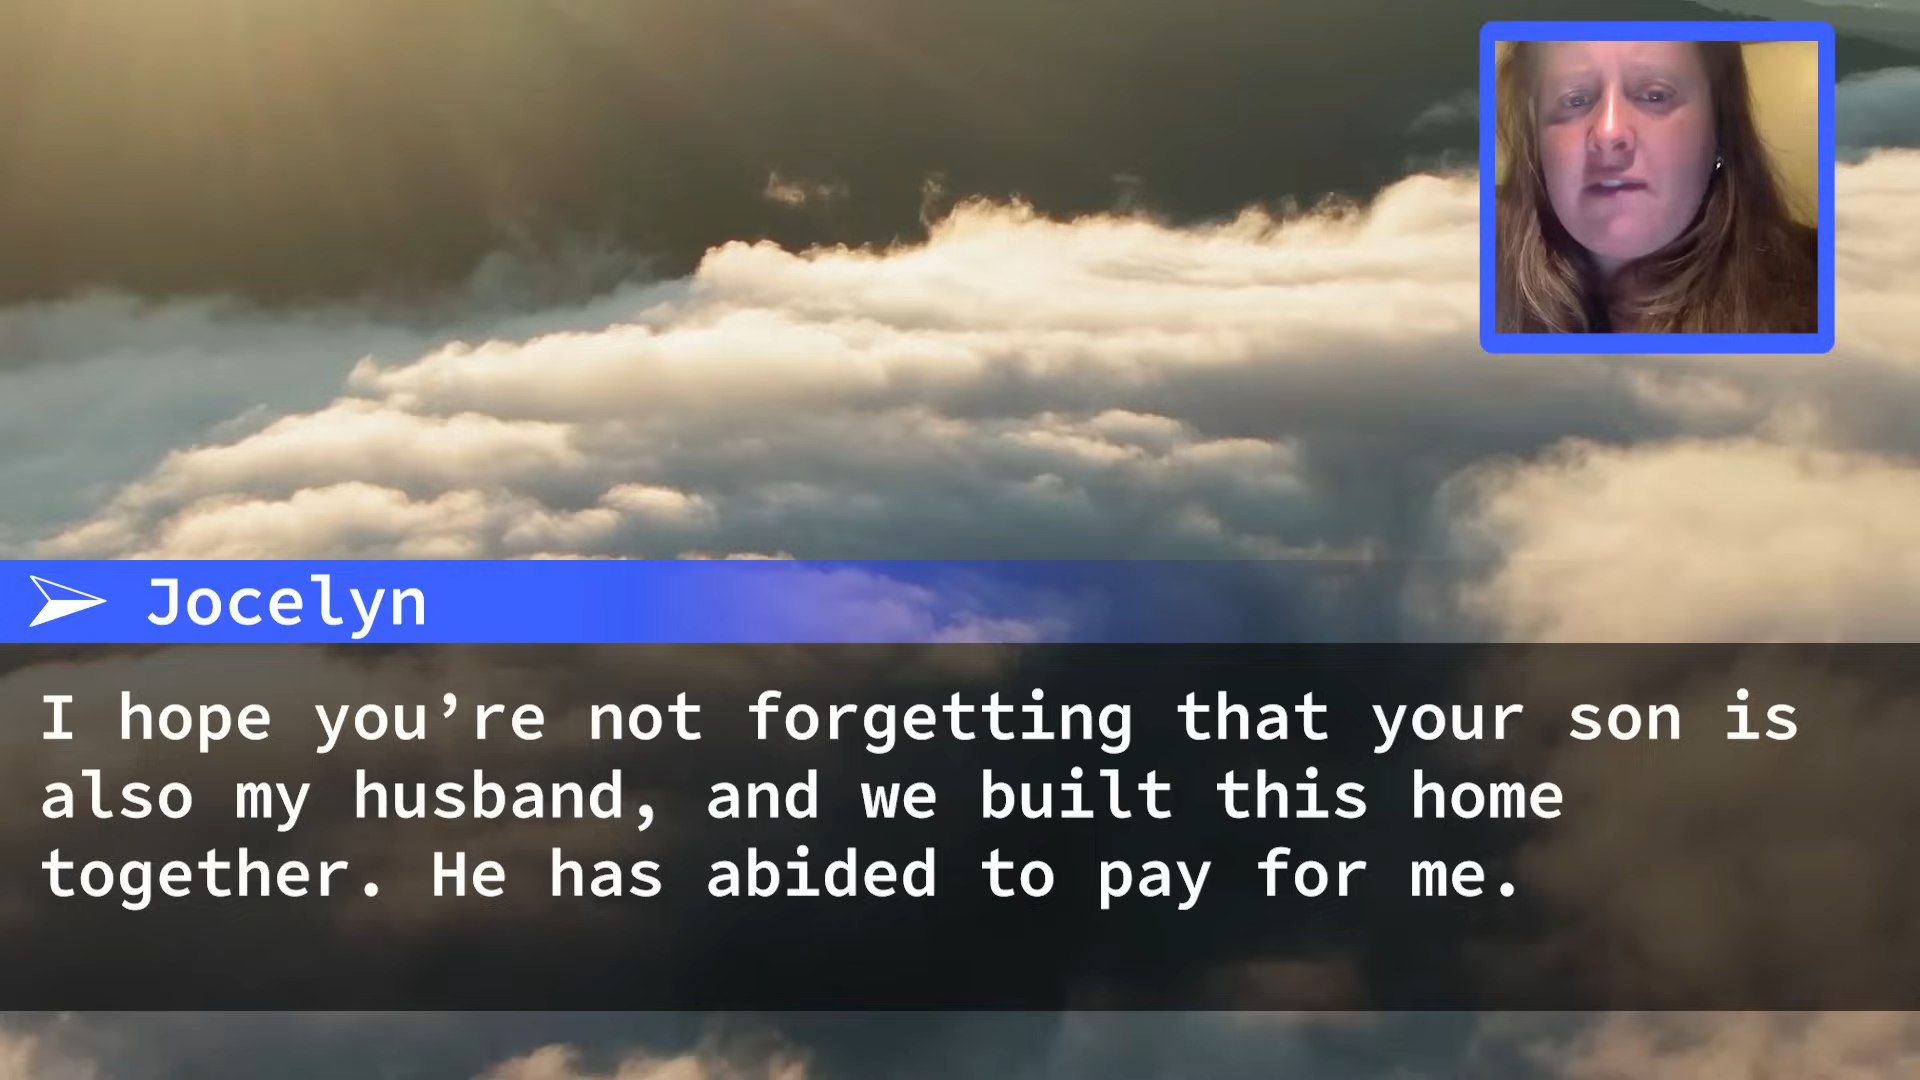 Jocelyn
I hope you’re not forgetting that your son is
also my husband, and we built this home
together. He has abided to pay for me.